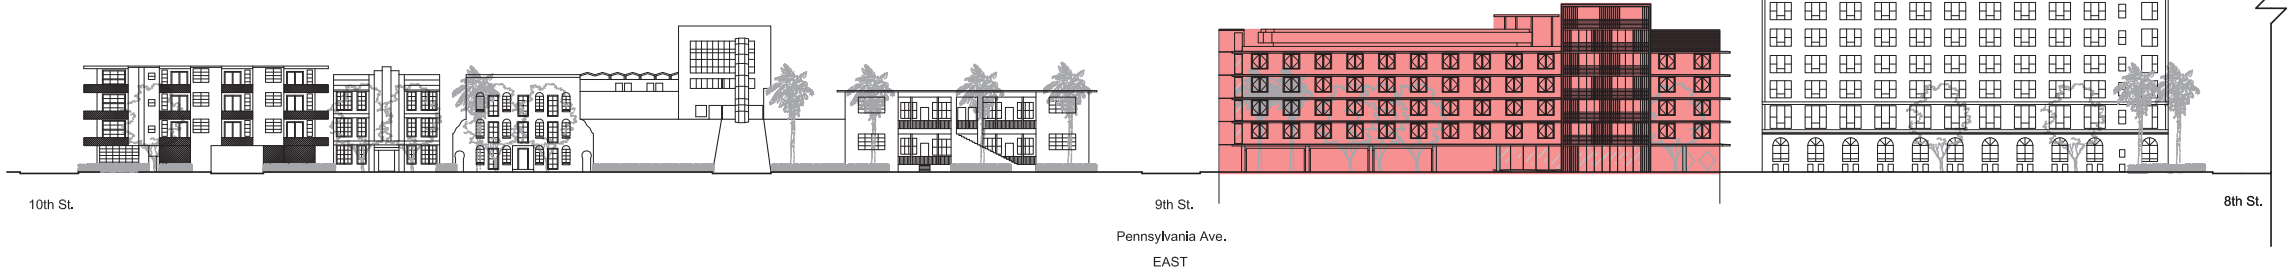 10th St.
9th St.
8th St.
Pennsylvania Ave.
EAST